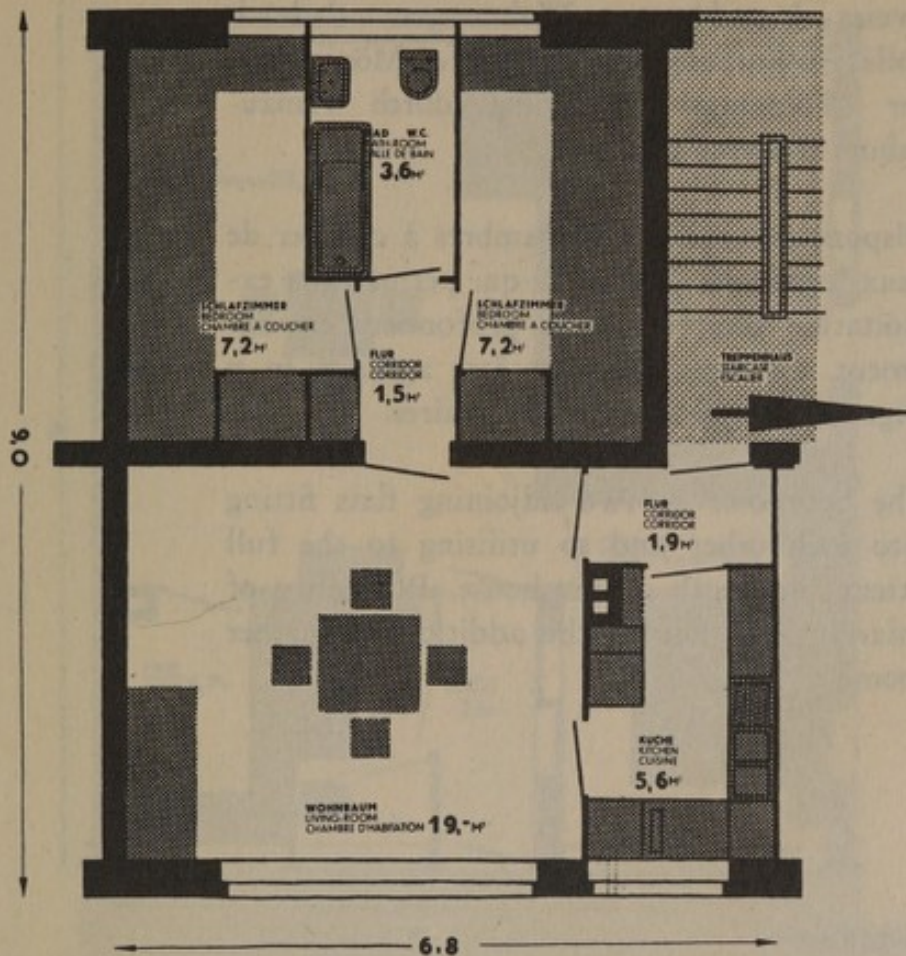 BAD W.C.
BATH-ROOM
SALLE DE BAIN
3,6 M²
SCHLAFZIMMER
BEDROOM
CHAMBRE A COUCHER
7,2 M²
SCHLAFZIMMER
BEDROOM
CHAMBRE A COUCHER
7,2 M²
FLUR
CORRIDOR
CORRIDOR
1,5 M²
TREPPENHAUS
STAIRCASE
ESCALIER
9,0
FLUR
CORRIDOR
CORRIDOR
1,9 M²
KUCHE
KITCHEN
CUISINE
5,6 M²
WOHNRAUM
LIVING-ROOM
CHAMBRE D'HABITATION 19,- M²
6.8